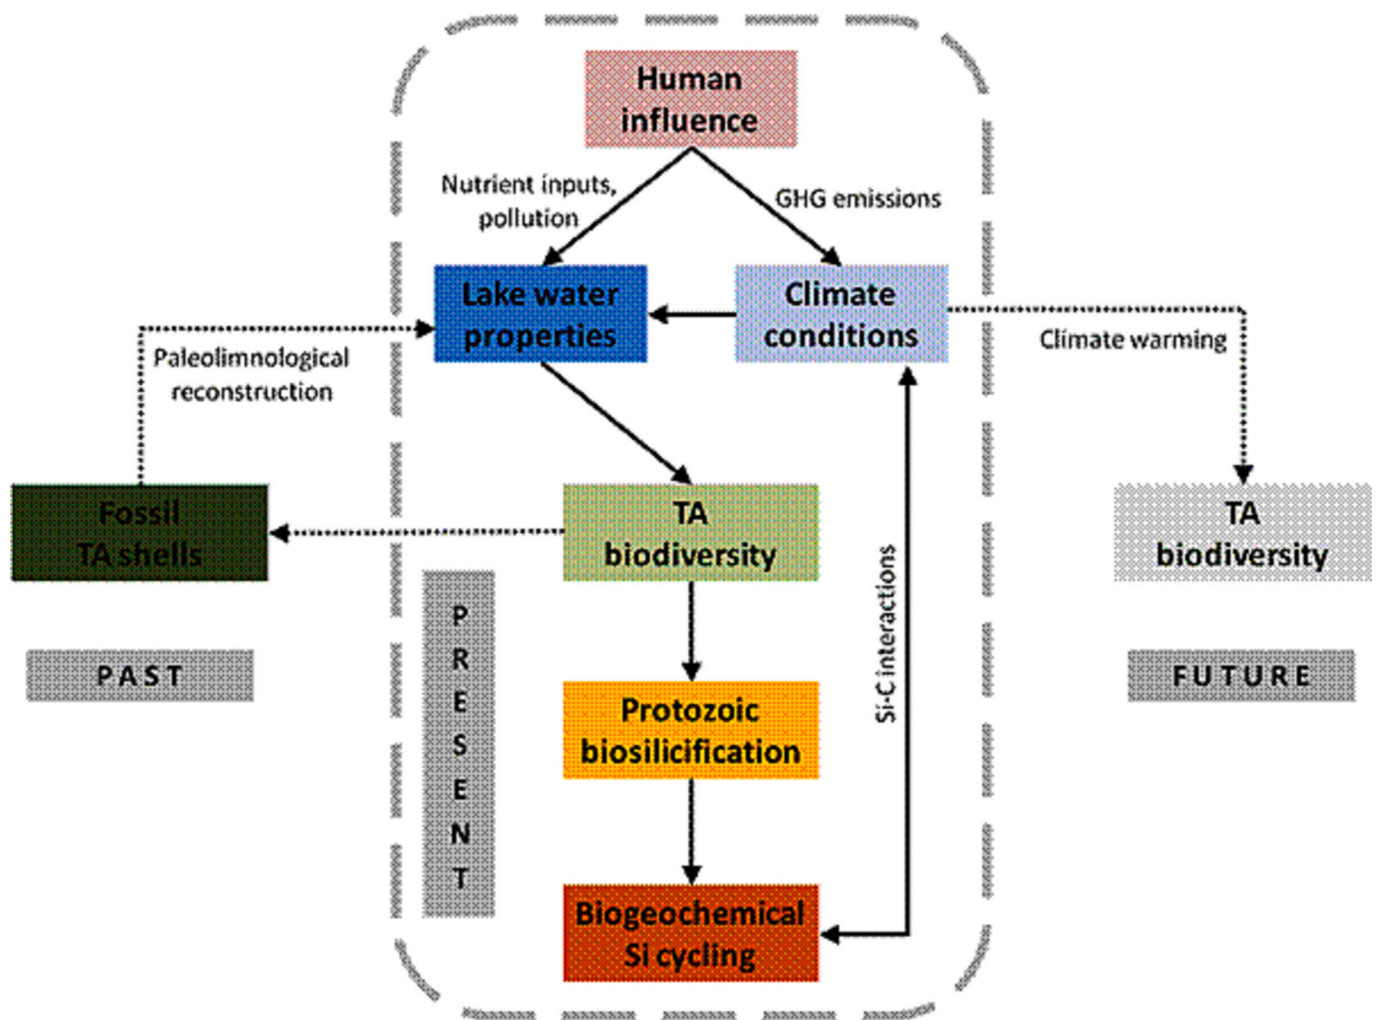 Human
influence
Nutrient inputs,
pollution
GHG emissions
Lake water
properties
Climate
conditions
Paleolimnological
reconstruction
Climate warming
Fossil
TA shells
TA
biodiversity
TA
biodiversity
Si-C interactions
PAST
PRESENT
FUTURE
Protozoic
biosilicification
Biogeochemical
Si cycling